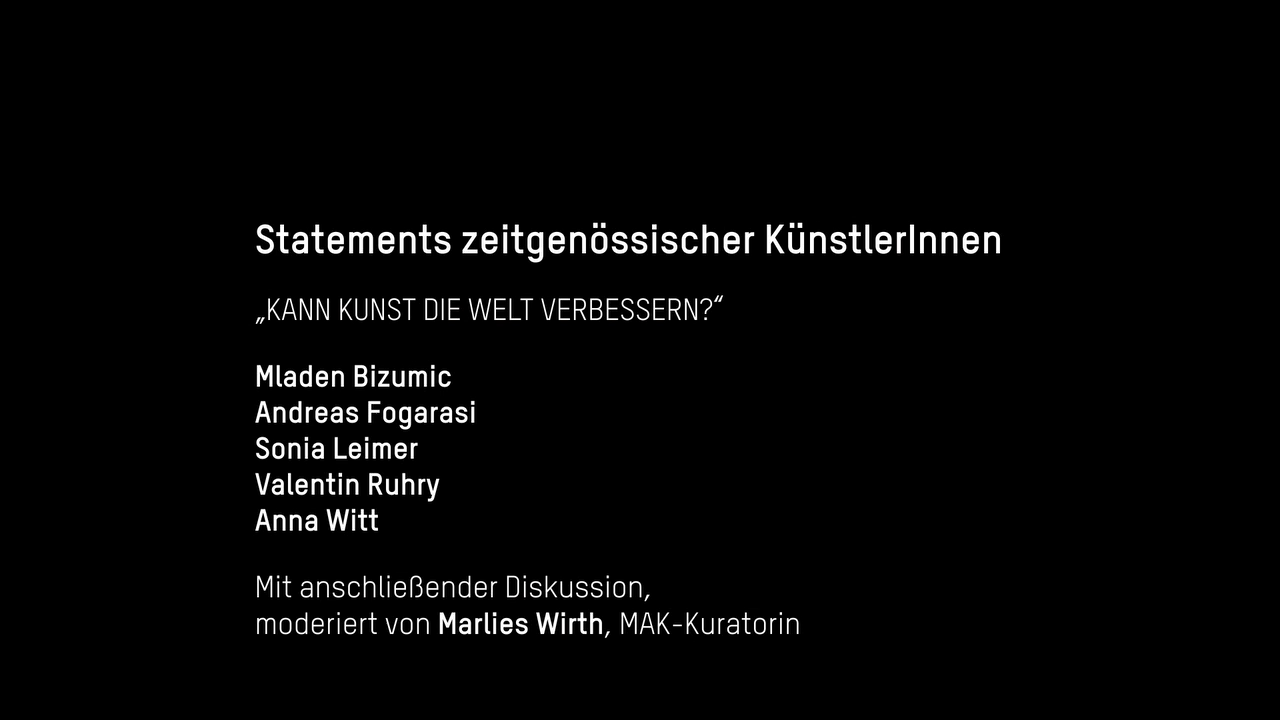 Statements zeitgenössischer KünstlerInnen
„KANN KUNST DIE WELT VERBESSERN?“
Mladen Bizumic
Andreas Fogarasi
Sonia Leimer
Valentin Ruhry
Anna Witt
Mit anschließender Diskussion,
moderiert von Marlies Wirth, MAK-Kuratorin